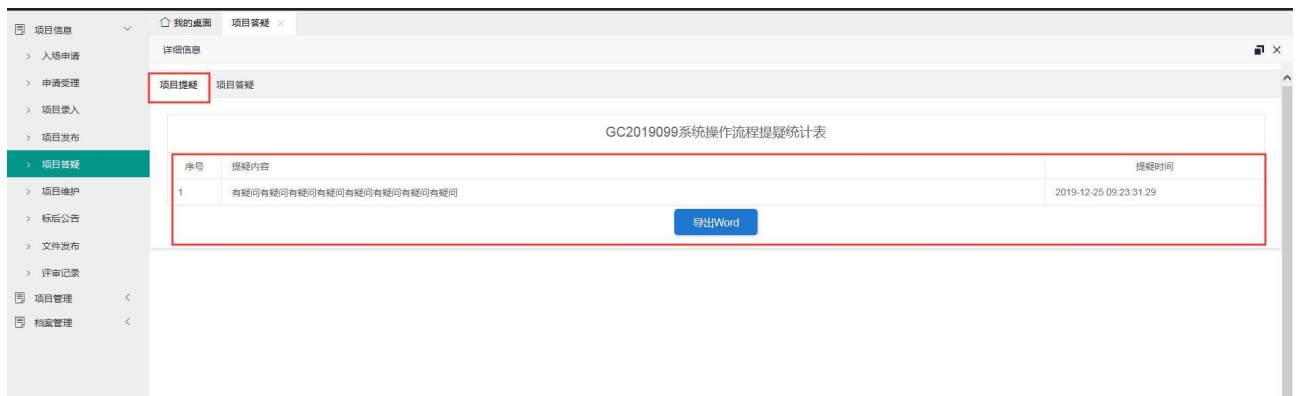 项目信息
入场申请
申请受理
项目录入
项目发布
项目答疑
项目维护
标后公告
文件发布
评审记录
项目管理
档案管理
我的桌面 项目答疑
详细信息
项目提疑 项目答疑
GC2019099系统操作流程提疑统计表
序号 提疑内容 提疑时间
1 有疑问有疑问有疑问有疑问有疑问有疑问有疑问有疑问 2019-12-25 09:23:31.29
导出Word